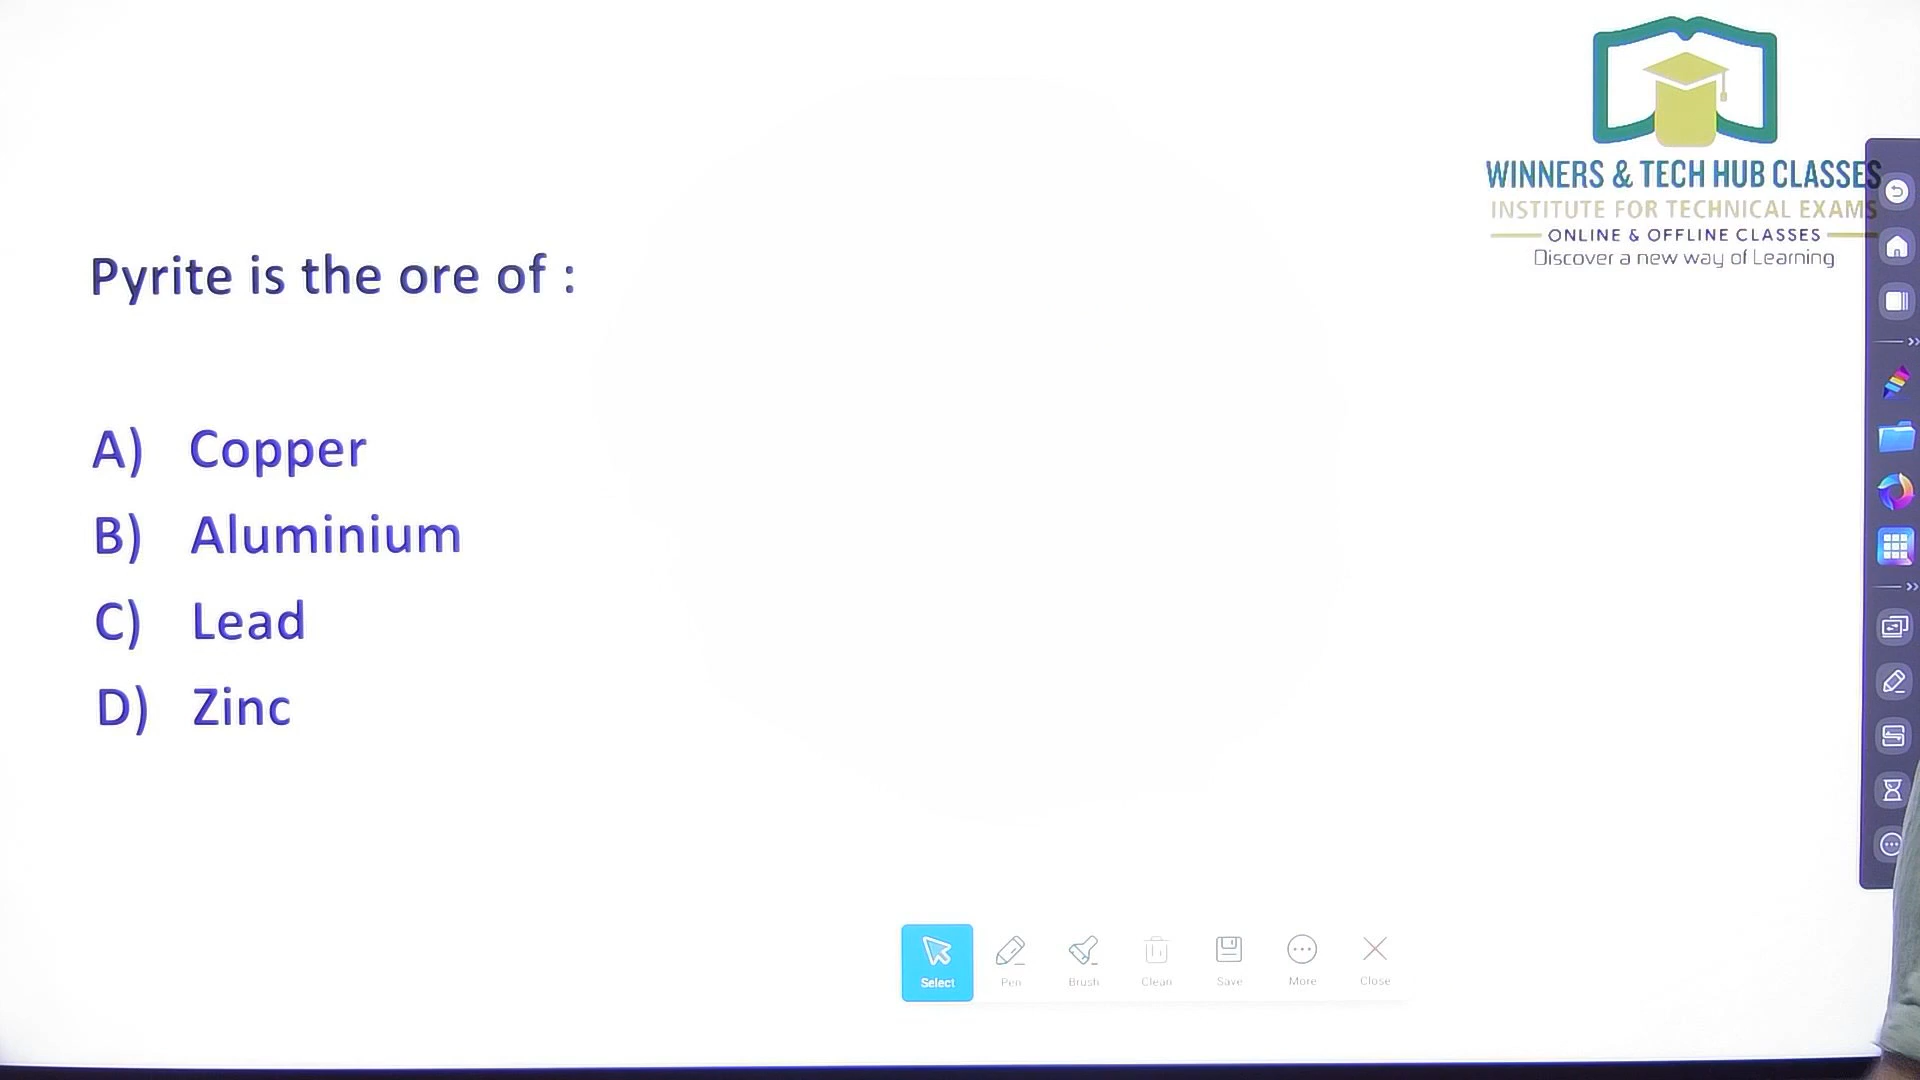 WINNERS & TECH HUB CLASSES
INSTITUTE FOR TECHNICAL EXAMS
ONLINE & OFFLINE CLASSES
Discover a new way of Learning
Pyrite is the ore of :
A) Copper
B) Aluminium
C) Lead
D) Zinc
Select Pen Brush Clean Save More Close